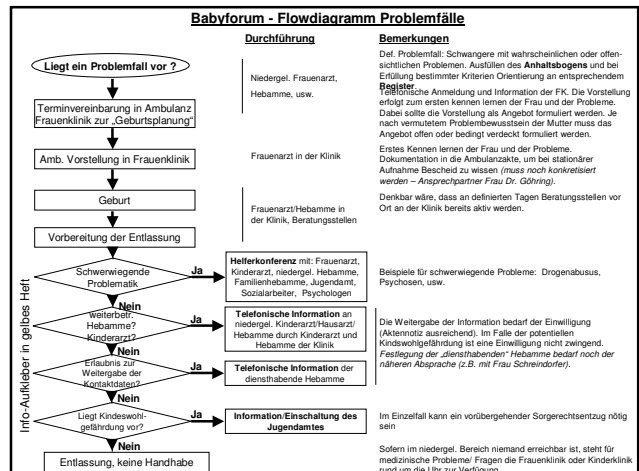 Babyforum - Flowdiagramm Problemfälle
Durchführung
Bemerkungen
Liegt ein Problemfall vor ?
Niedergel. Frauenarzt,
Hebamme, usw.
Def. Problemfall: Schwangere mit wahrscheinlichen oder offen-
sichtlichen Problemen. Ausfüllen des Anhaltsbogens und bei
Erfüllung bestimmter Kriterien Orientierung an entsprechendem
Register.
Terminvereinbarung in Ambulanz
Frauenklinik zur „Geburtsplanung"
Telefonische Anmeldung und Information der FK. Die Vorstellung
erfolgt zum ersten kennen lernen der Frau und der Probleme.
Dabei sollte die Vorstellung als Angebot formuliert werden. Je
nach vermutetem Problembewusstsein der Mutter muss das
Angebot offen oder bedingt verdeckt formuliert werden.
Amb. Vorstellung in Frauenklinik
Frauenarzt in der Klinik
Erstes Kennen lernen der Frau und der Probleme.
Dokumentation in die Ambulanzakte, um bei stationärer
Aufnahme Bescheid zu wissen (muss noch konkretisiert
werden – Ansprechpartner Frau Dr. Göhring).
Geburt
Frauenarzt/Hebamme in
der Klinik, Beratungsstellen
Denkbar wäre, dass an definierten Tagen Beratungsstellen vor
Ort an der Klinik bereits aktiv werden.
Vorbereitung der Entlassung
Schwerwiegende
Problematik
Ja
Helferkonferenz mit: Frauenarzt,
Kinderarzt, niedergel. Hebamme,
Familienhebamme, Jugendamt,
Sozialarbeiter, Psychologen
Beispiele für schwerwiegende Probleme: Drogenabusus,
Psychosen, usw.
Nein
weiterbetr.
Hebamme?
Kinderarzt?
Ja
Telefonische Information an
niedergel. Kinderarzt/Hausarzt/
Hebamme durch Kinderarzt und
Hebamme der Klinik
Die Weitergabe der Information bedarf der Einwilligung
(Aktennotiz ausreichend). Im Falle der potentiellen
Kindswohlgefährdung ist eine Einwilligung nicht zwingend.
Festlegung der „diensthabenden" Hebamme bedarf noch der
näheren Absprache (z.B. mit Frau Schreindorfer).
Nein
Erlaubnis zur
Weitergabe der
Kontaktdaten?
Ja
Telefonische Information der
diensthabende Hebamme
Nein
Liegt Kindeswohl-
gefährdung vor?
Ja
Information/Einschaltung des
Jugendamtes
Im Einzelfall kann ein vorübergehender Sorgerechtsentzug nötig
sein
Nein
Entlassung, keine Handhabe
Sofern im niedergel. Bereich niemand erreichbar ist, steht für
medizinische Probleme/ Fragen die Frauenklinik oder Kinderklinik
rund um die Uhr zur Verfügung.
Info-Aufkleber in gelbes Heft